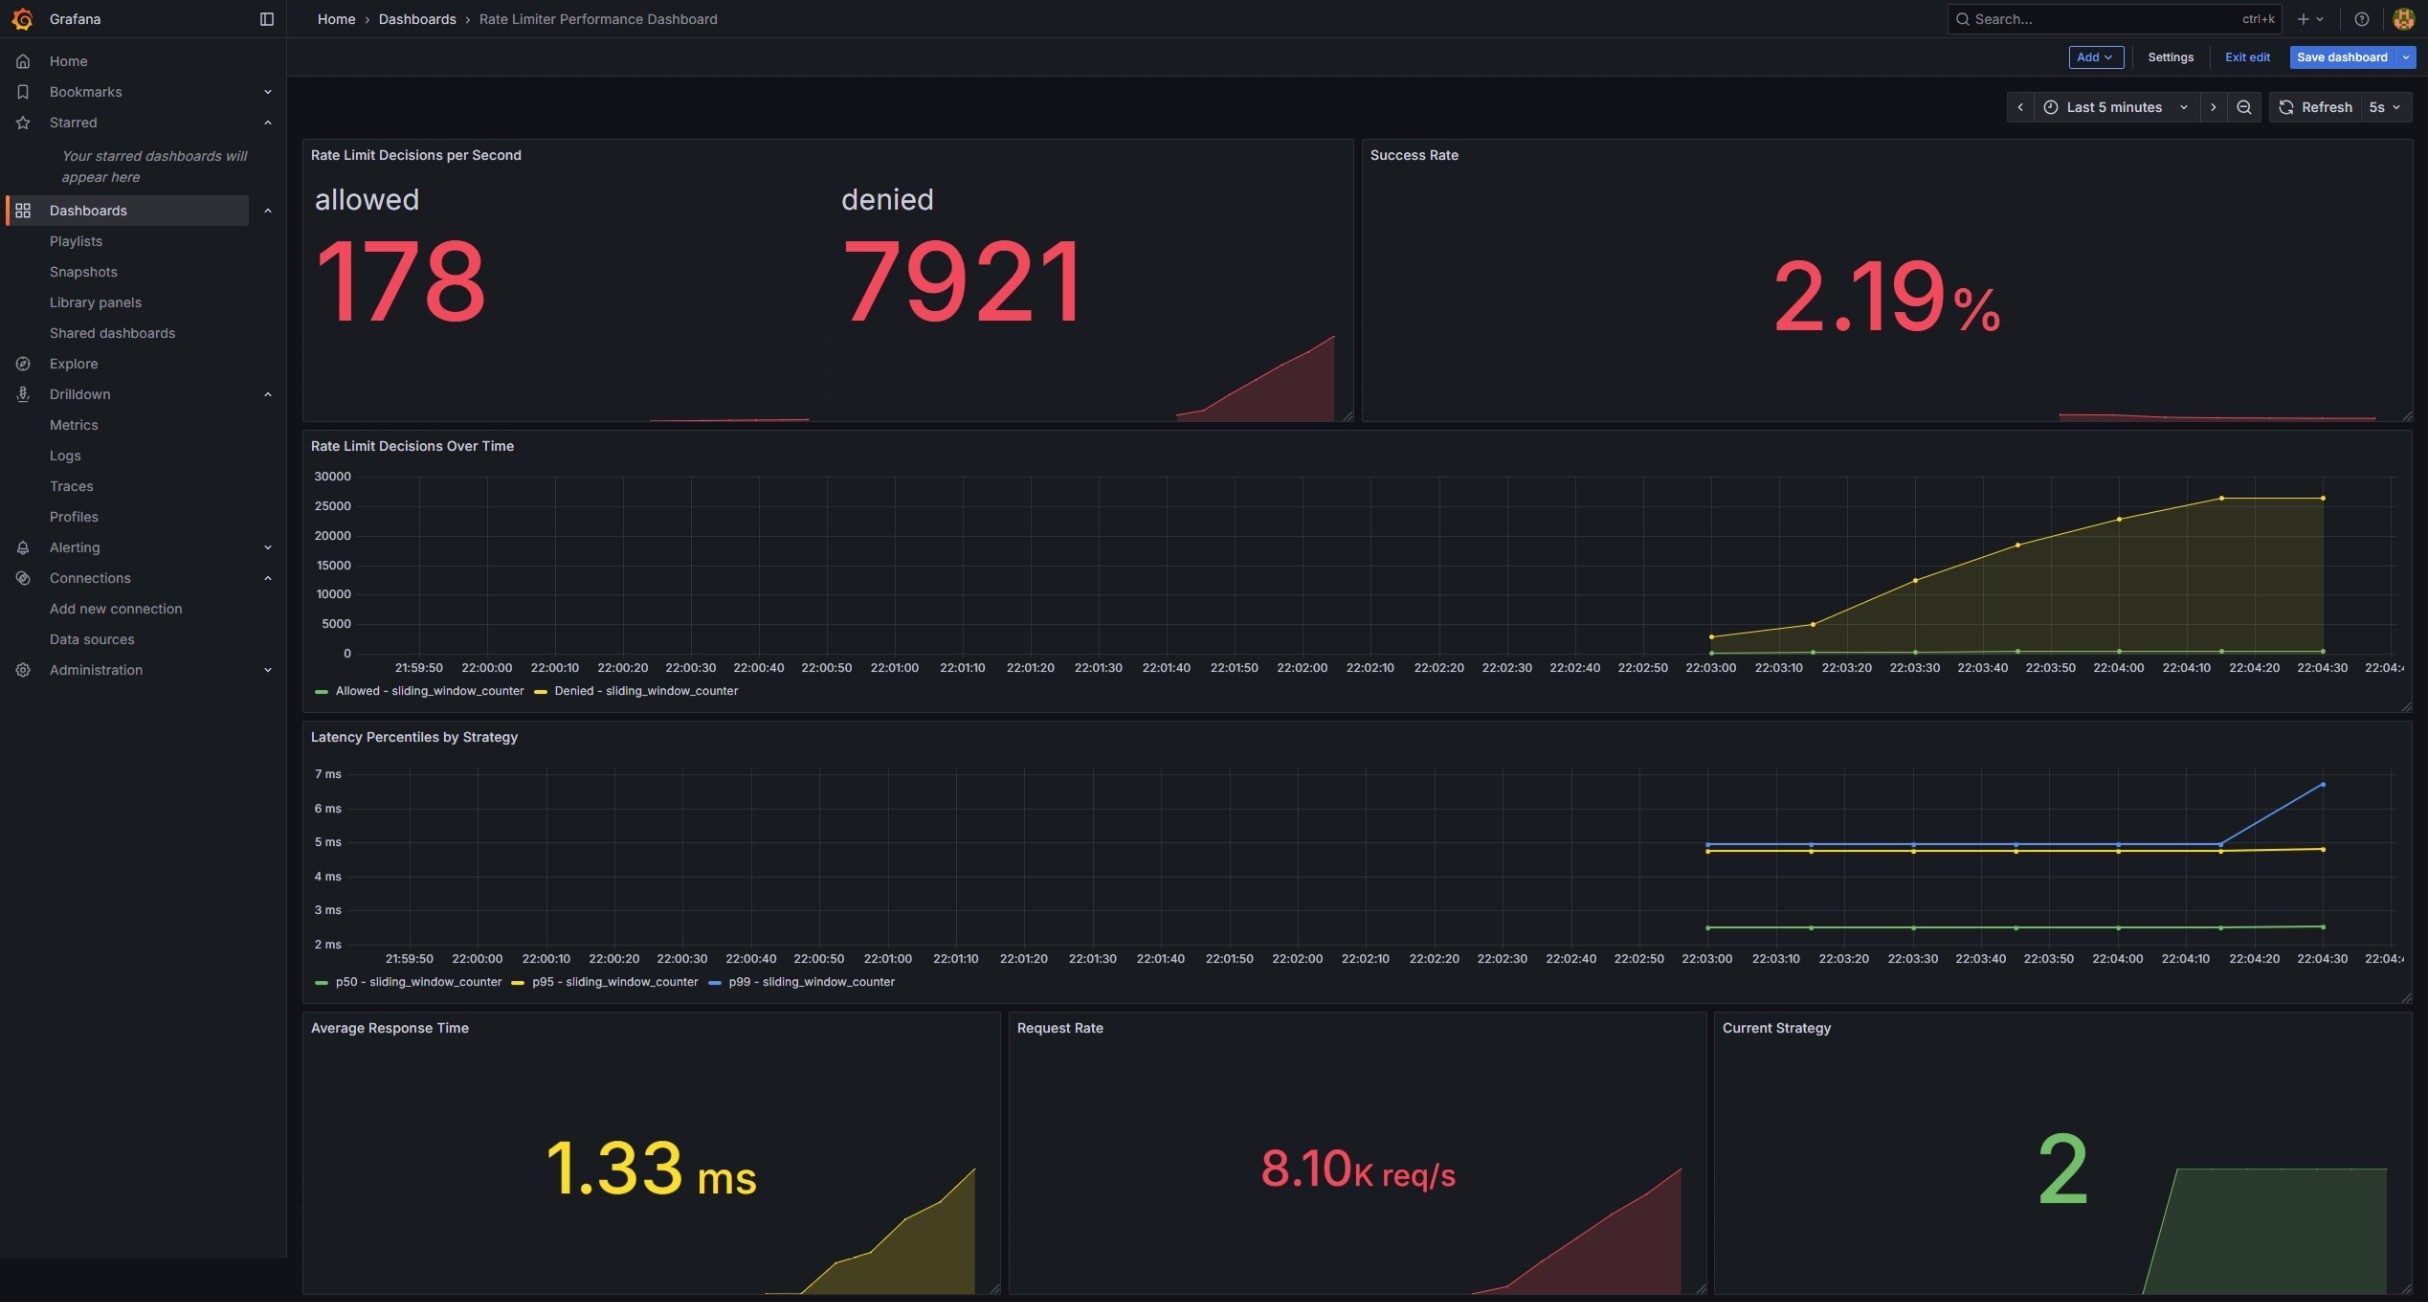 Grafana
Home › Dashboards › Rate Limiter Performance Dashboard
Search... ctrl+k
Add Settings Exit edit Save dashboard
Last 5 minutes Refresh 5s
Home
Bookmarks
Starred
Your starred dashboards will
appear here
Dashboards
Playlists
Snapshots
Library panels
Shared dashboards
Explore
Drilldown
Metrics
Logs
Traces
Profiles
Alerting
Connections
Add new connection
Data sources
Administration
Rate Limit Decisions per Second
allowed
178
denied
7921
Success Rate
2.19%
Rate Limit Decisions Over Time
30000
25000
20000
15000
10000
5000
0
21:59:50 22:00:00 22:00:10 22:00:20 22:00:30 22:00:40 22:00:50 22:01:00 22:01:10 22:01:20 22:01:30 22:01:40 22:01:50 22:02:00 22:02:10 22:02:20 22:02:30 22:02:40 22:02:50 22:03:00 22:03:10 22:03:20 22:03:30 22:03:40 22:03:50 22:04:00 22:04:10 22:04:20 22:04:30 22:04:
Allowed - sliding_window_counter Denied - sliding_window_counter
Latency Percentiles by Strategy
7 ms
6 ms
5 ms
4 ms
3 ms
2 ms
21:59:50 22:00:00 22:00:10 22:00:20 22:00:30 22:00:40 22:00:50 22:01:00 22:01:10 22:01:20 22:01:30 22:01:40 22:01:50 22:02:00 22:02:10 22:02:20 22:02:30 22:02:40 22:02:50 22:03:00 22:03:10 22:03:20 22:03:30 22:03:40 22:03:50 22:04:00 22:04:10 22:04:20 22:04:30 22:04:
p50 - sliding_window_counter p95 - sliding_window_counter p99 - sliding_window_counter
Average Response Time
1.33 ms
Request Rate
8.10K req/s
Current Strategy
2